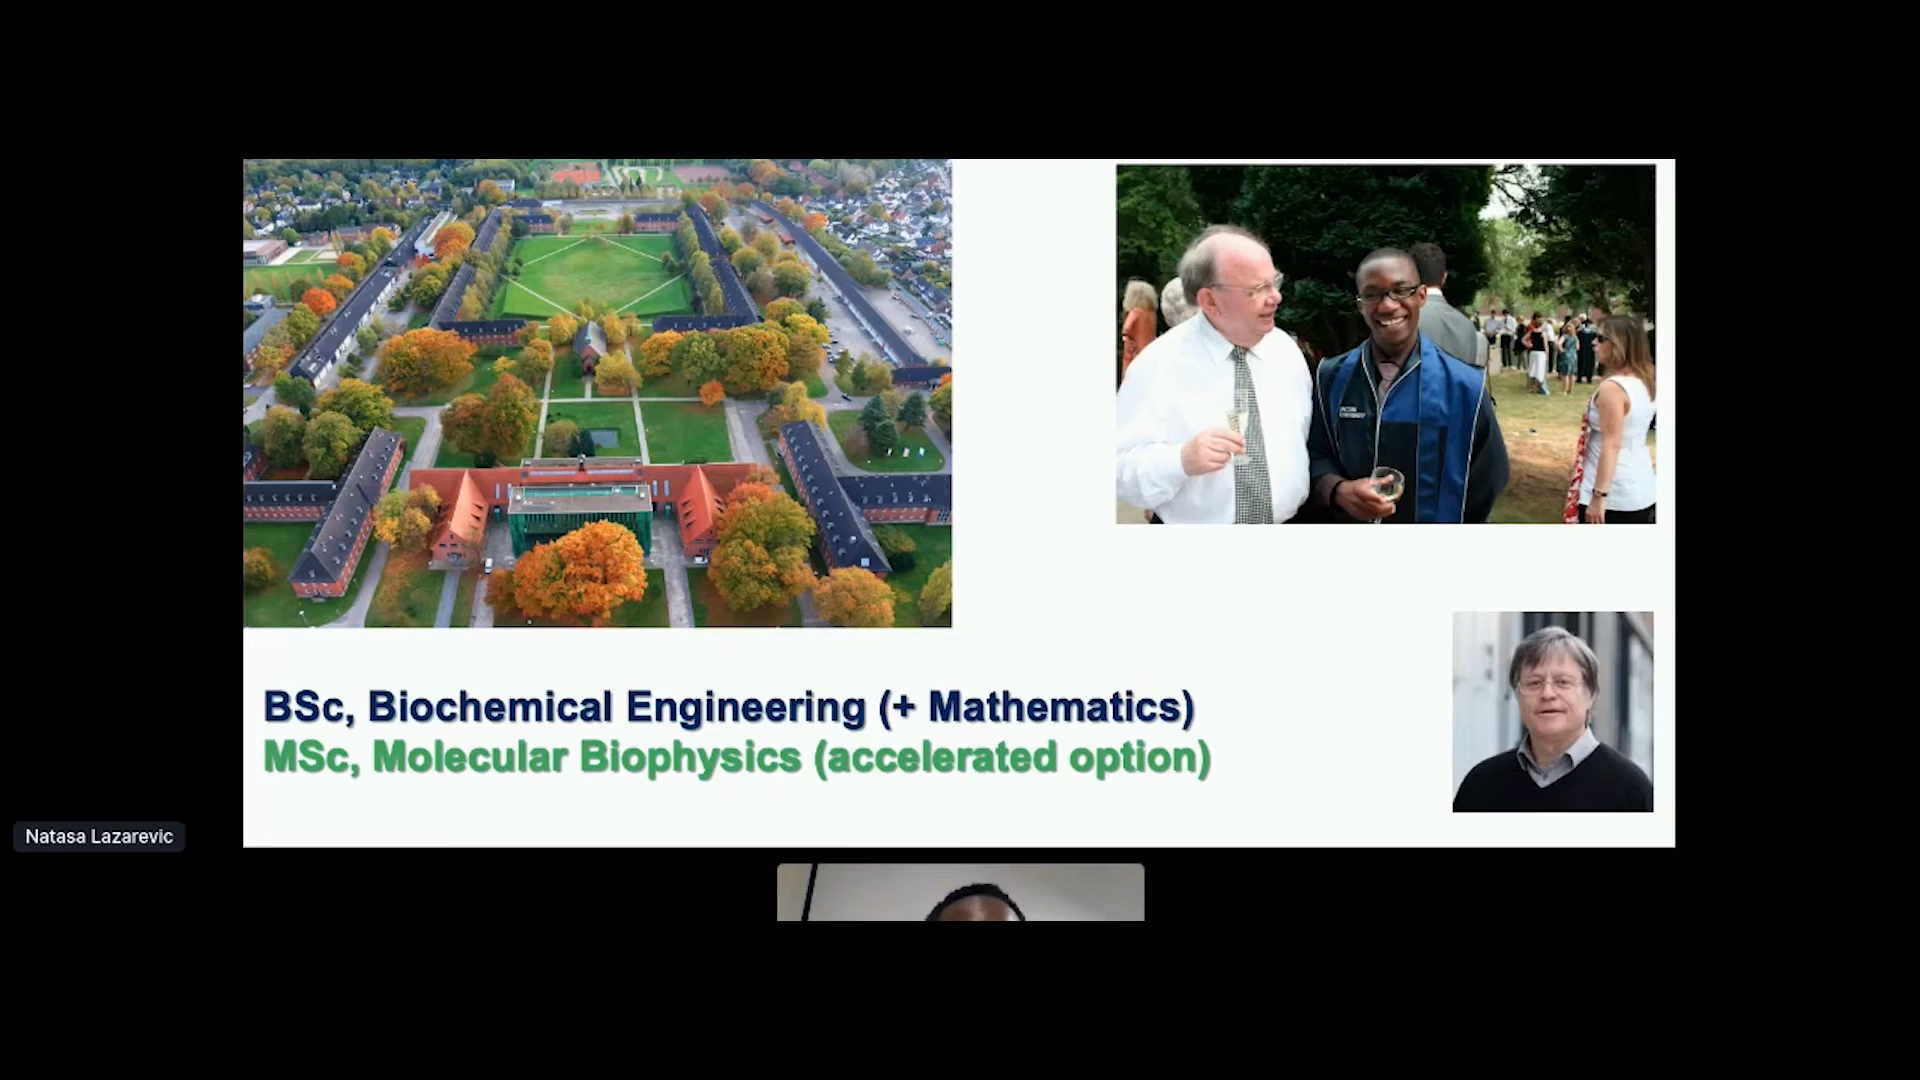 BSc, Biochemical Engineering (+ Mathematics)
MSc, Molecular Biophysics (accelerated option)
Natasa Lazarevic